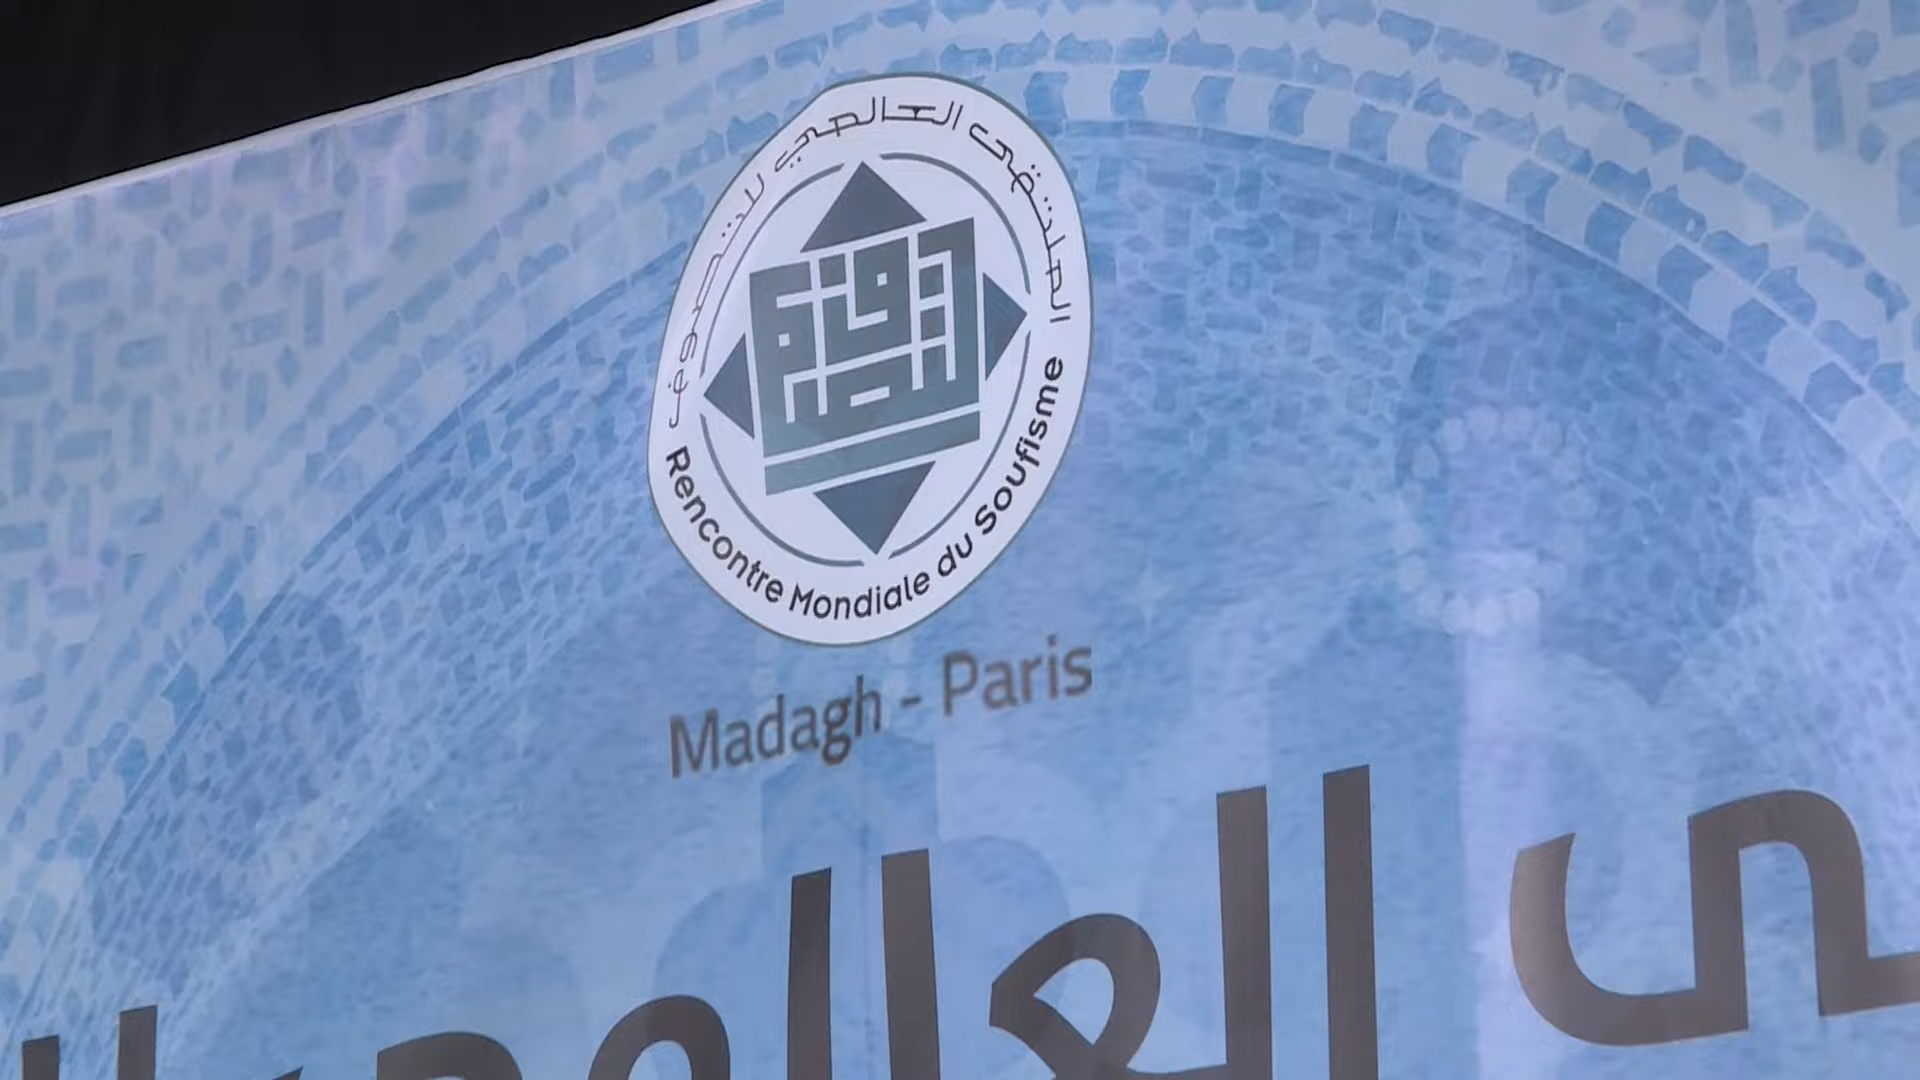 الملتقى العالمي للتصوف
Rencontre Mondiale du Soufisme
Madagh - Paris
العالمي